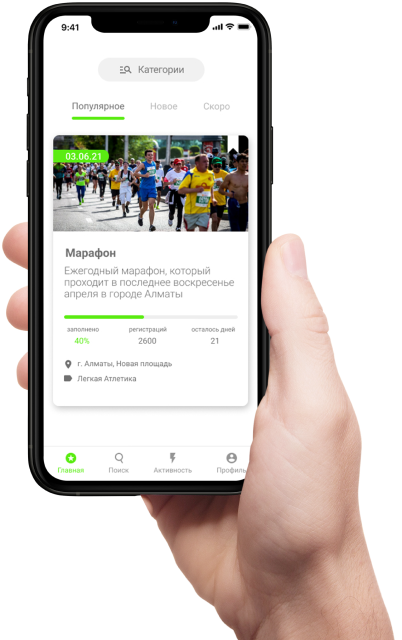 9:41
Категории
Популярное Новое Скоро
03.06.21
Марафон
Ежегодный марафон, который
проходит в последнее воскресенье
апреля в городе Алматы
заполнено регистраций осталось дней
40% 2600 21
г. Алматы, Новая площадь
Легкая Атлетика
Главная Поиск Активность Профиль